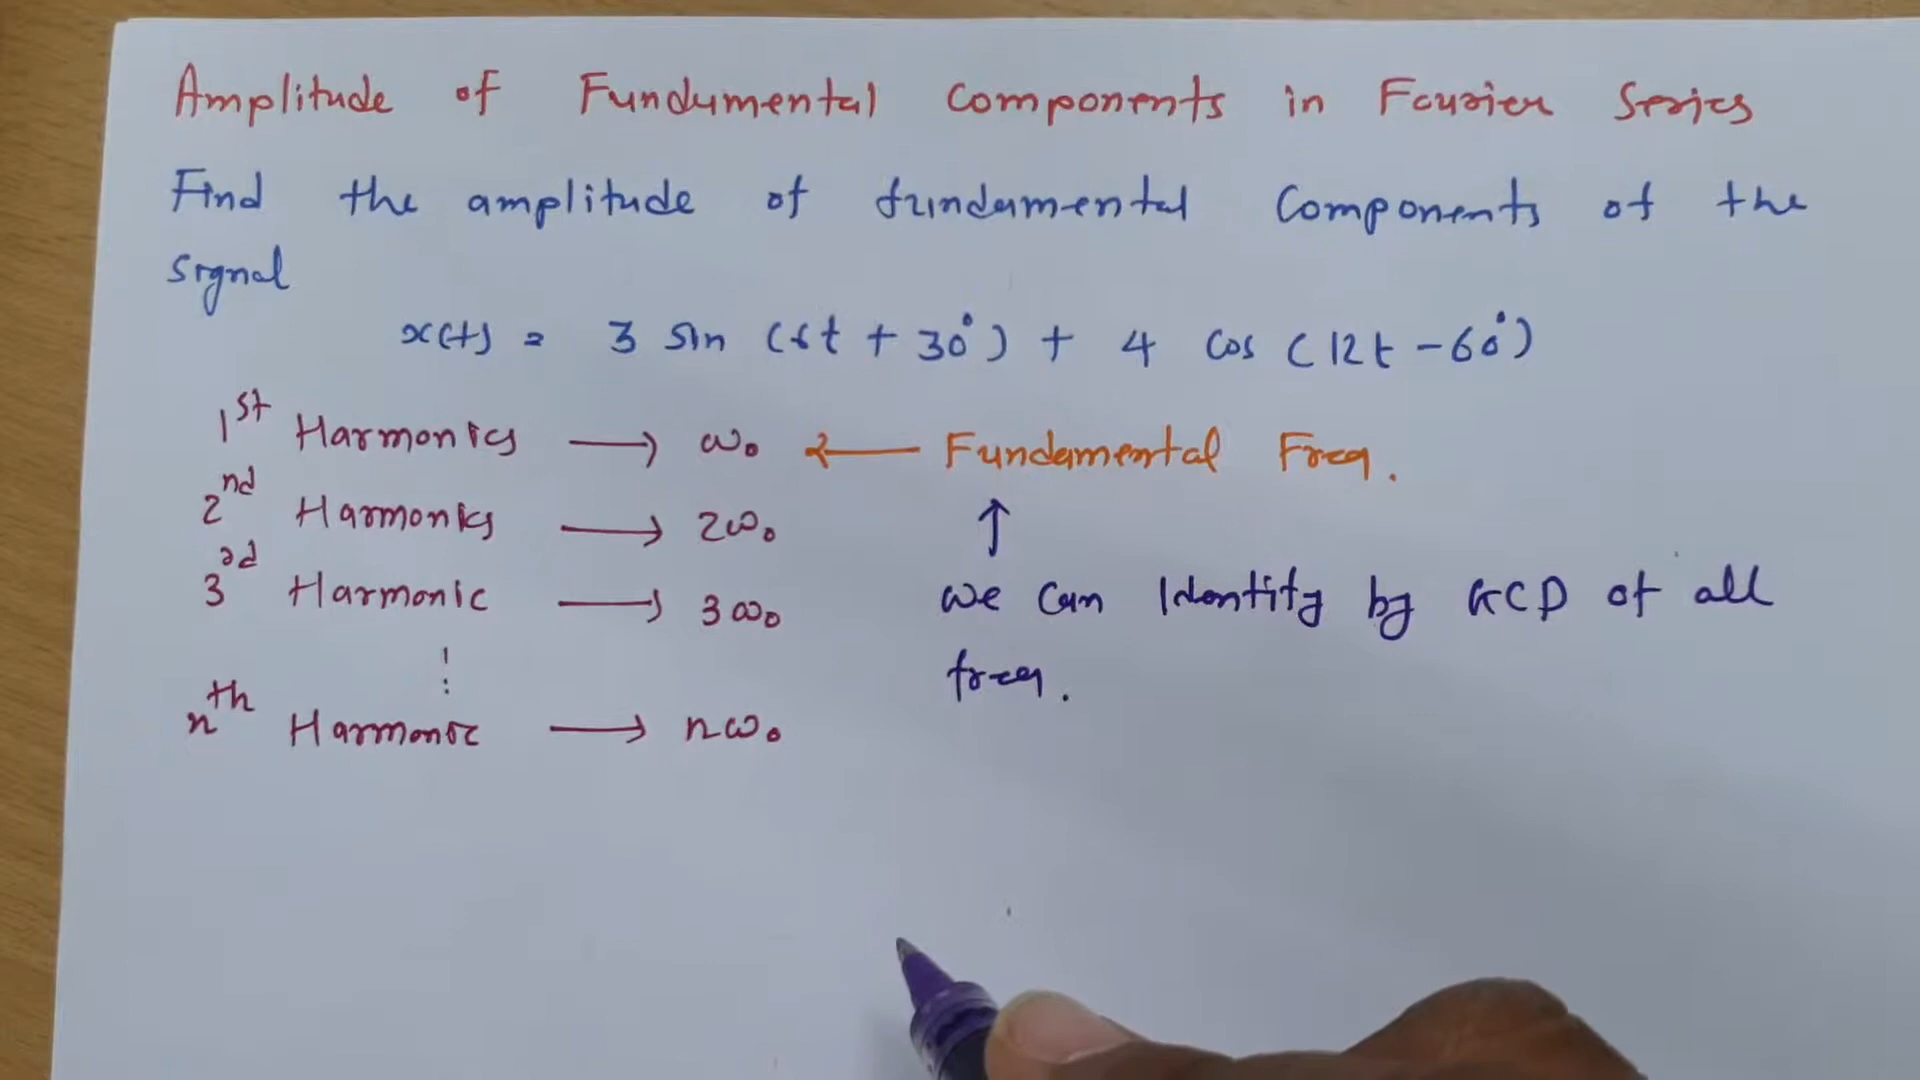 Amplitude of Fundumental Components in Fourier Series
Find the amplitude of fundamental Components of the
Signal
x(t) = 3 sin (6t + 30°) + 4 cos (12t - 60°)
1st Harmonics → ω₀ ← Fundamental Freq.
2nd Harmonics → 2ω₀
↑
3rd Harmonic → 3ω₀
we can Identify by GCD of all
freq.
⋮
nth Harmonic → nω₀